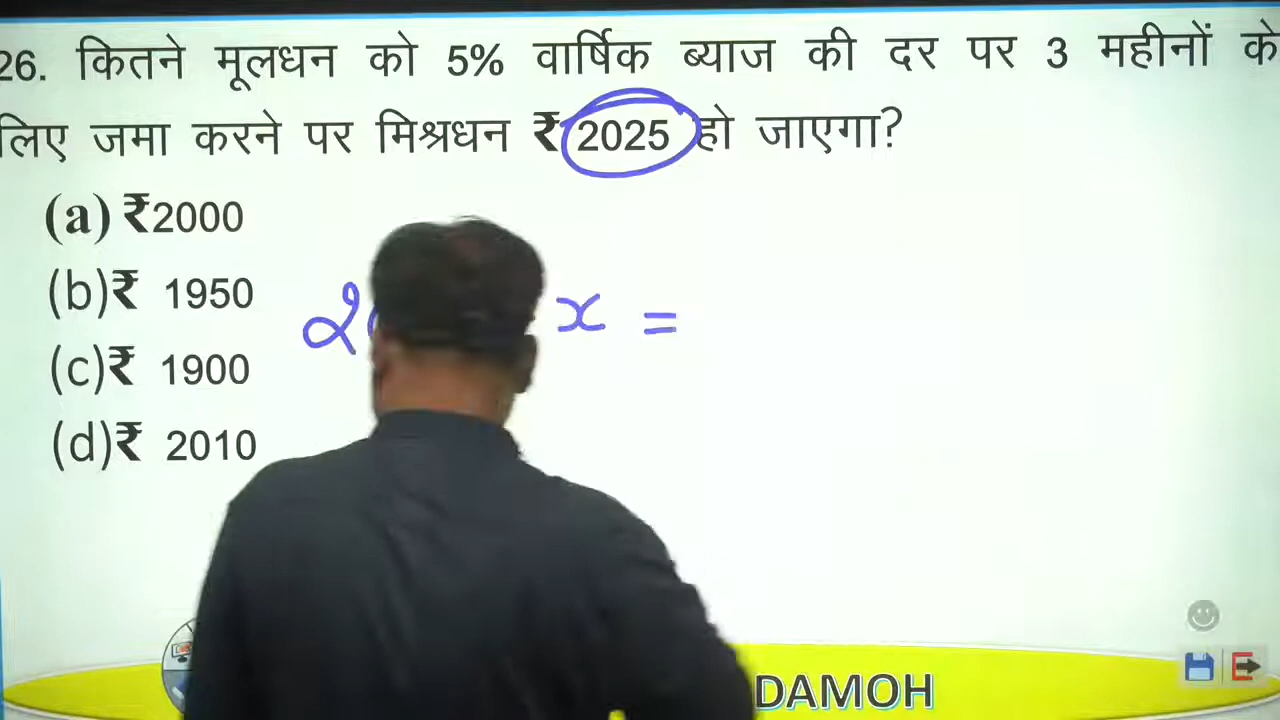 26. कितने मूलधन को 5% वार्षिक ब्याज की दर पर 3 महीनों के
लिए जमा करने पर मिश्रधन ₹ 2025 हो जाएगा?
(a) ₹2000
(b)₹ 1950
(c)₹ 1900
(d)₹ 2010
x =
DAMOH